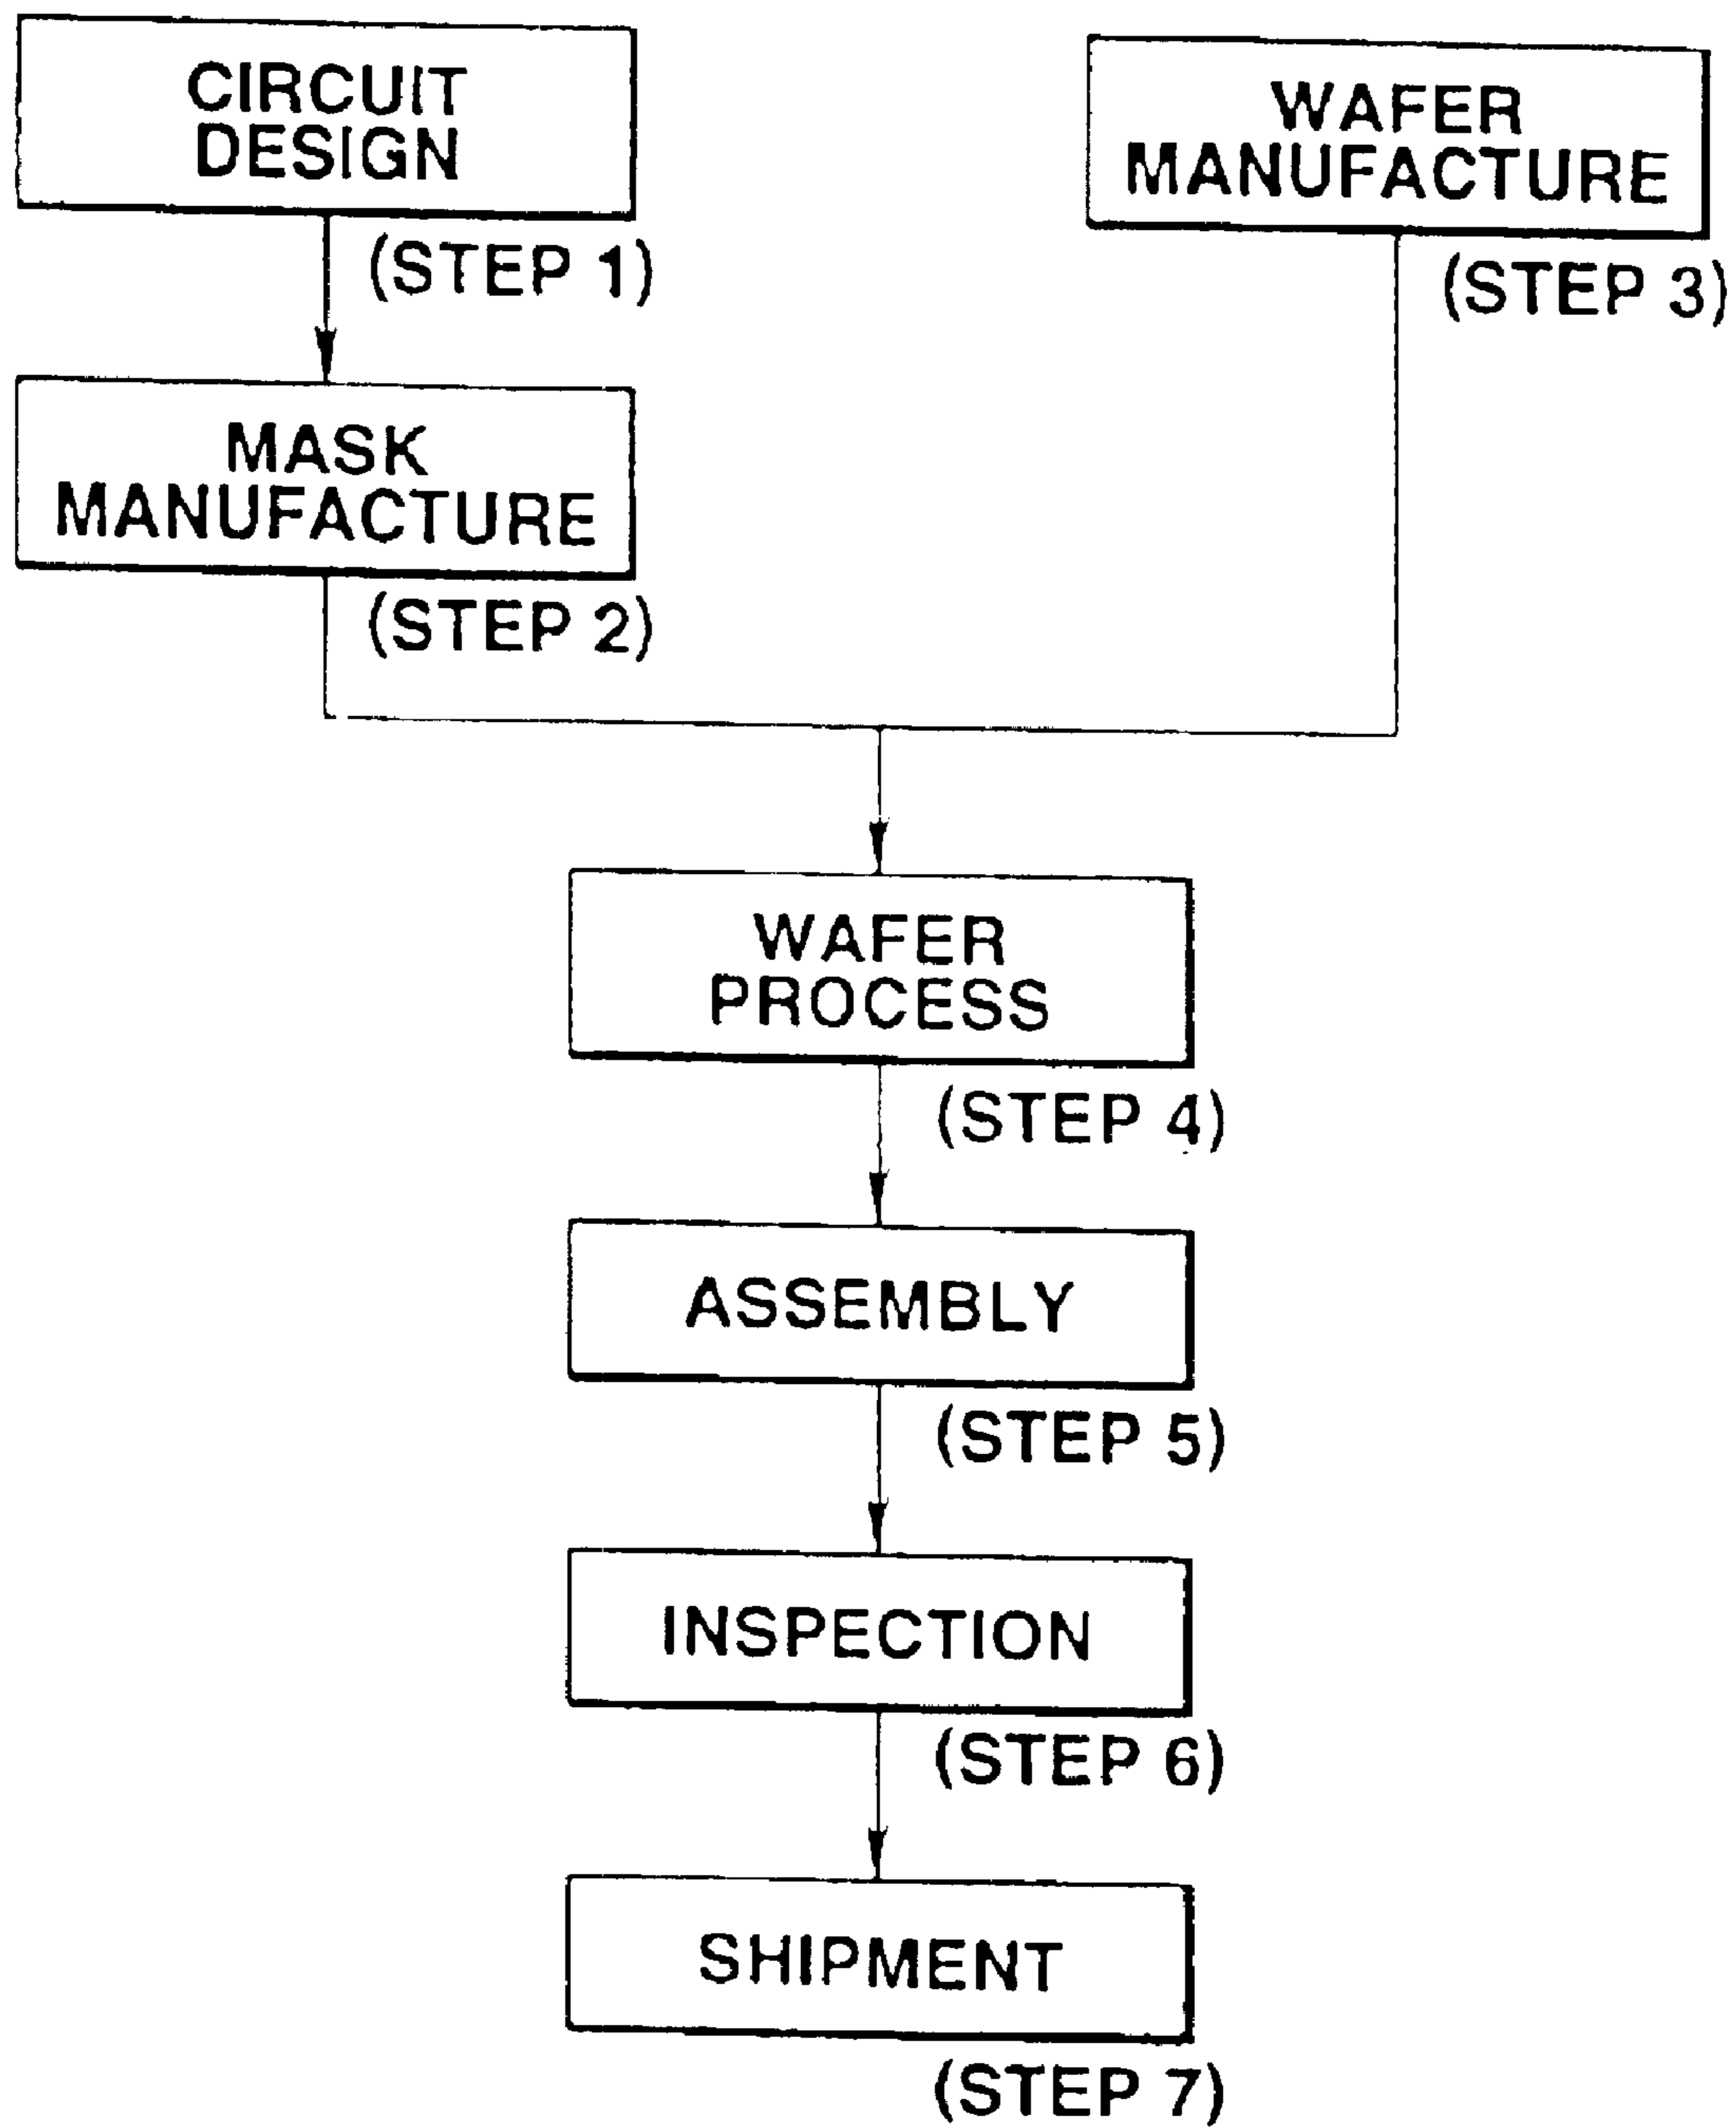 CIRCUIT
DESIGN
(STEP 1)
WAFER
MANUFACTURE
(STEP 3)
MASK
MANUFACTURE
(STEP 2)
WAFER
PROCESS
(STEP 4)
ASSEMBLY
(STEP 5)
INSPECTION
(STEP 6)
SHIPMENT
(STEP 7)